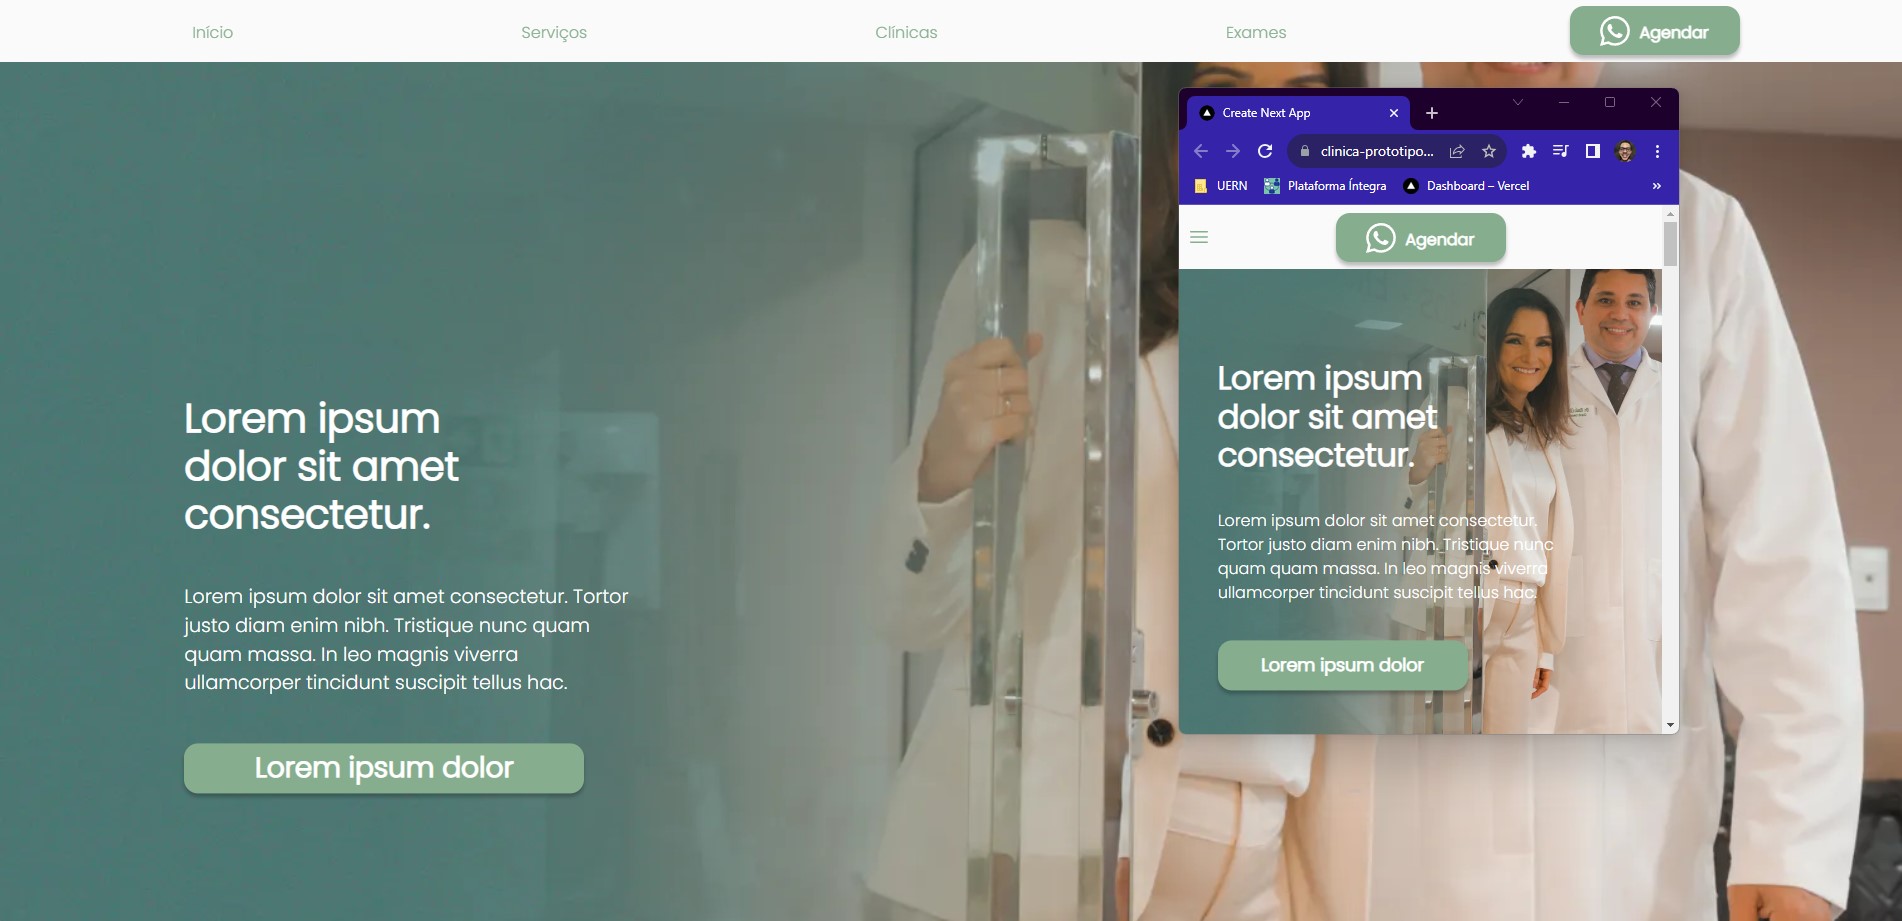 Início
Serviços
Clínicas
Exames
Agendar
Lorem ipsum
dolor sit amet
consectetur.
Lorem ipsum dolor sit amet consectetur. Tortor
justo diam enim nibh. Tristique nunc quam
quam massa. In leo magnis viverra
ullamcorper tincidunt suscipit tellus hac.
Lorem ipsum dolor
Create Next App
clinica-prototipo...
UERN
Plataforma Íntegra
Dashboard – Vercel
Agendar
Lorem ipsum
dolor sit amet
consectetur.
Lorem ipsum dolor sit amet consectetur.
Tortor justo diam enim nibh. Tristique nunc
quam quam massa. In leo magnis viverra
ullamcorper tincidunt suscipit tellus hac.
Lorem ipsum dolor